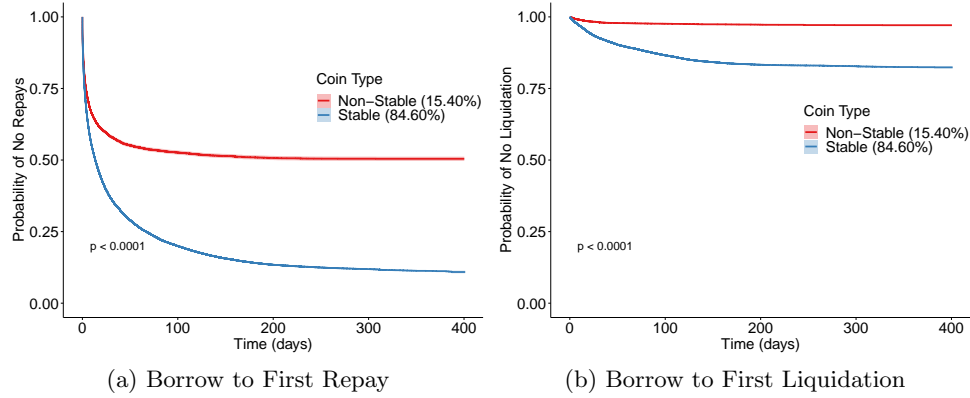 Probability of No Repays
1.00
0.75
0.50
0.25
0.00
Coin Type
Non−Stable (15.40%)
Stable (84.60%)
p < 0.0001
0 100 200 300 400
Time (days)
(a) Borrow to First Repay
Probability of No Liquidation
1.00
0.75
0.50
0.25
0.00
Coin Type
Non−Stable (15.40%)
Stable (84.60%)
p < 0.0001
0 100 200 300 400
Time (days)
(b) Borrow to First Liquidation